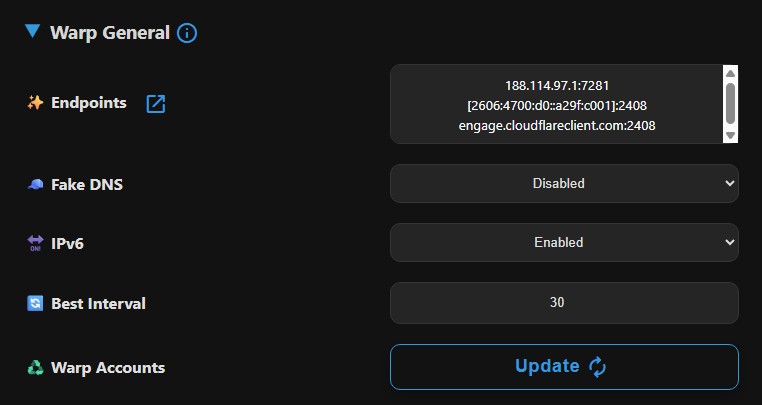 Warp General
Endpoints
188.114.97.1:7281
[2606:4700:d0::a29f:c001]:2408
engage.cloudflareclient.com:2408
Fake DNS
Disabled
IPv6
Enabled
Best Interval
30
Warp Accounts
Update